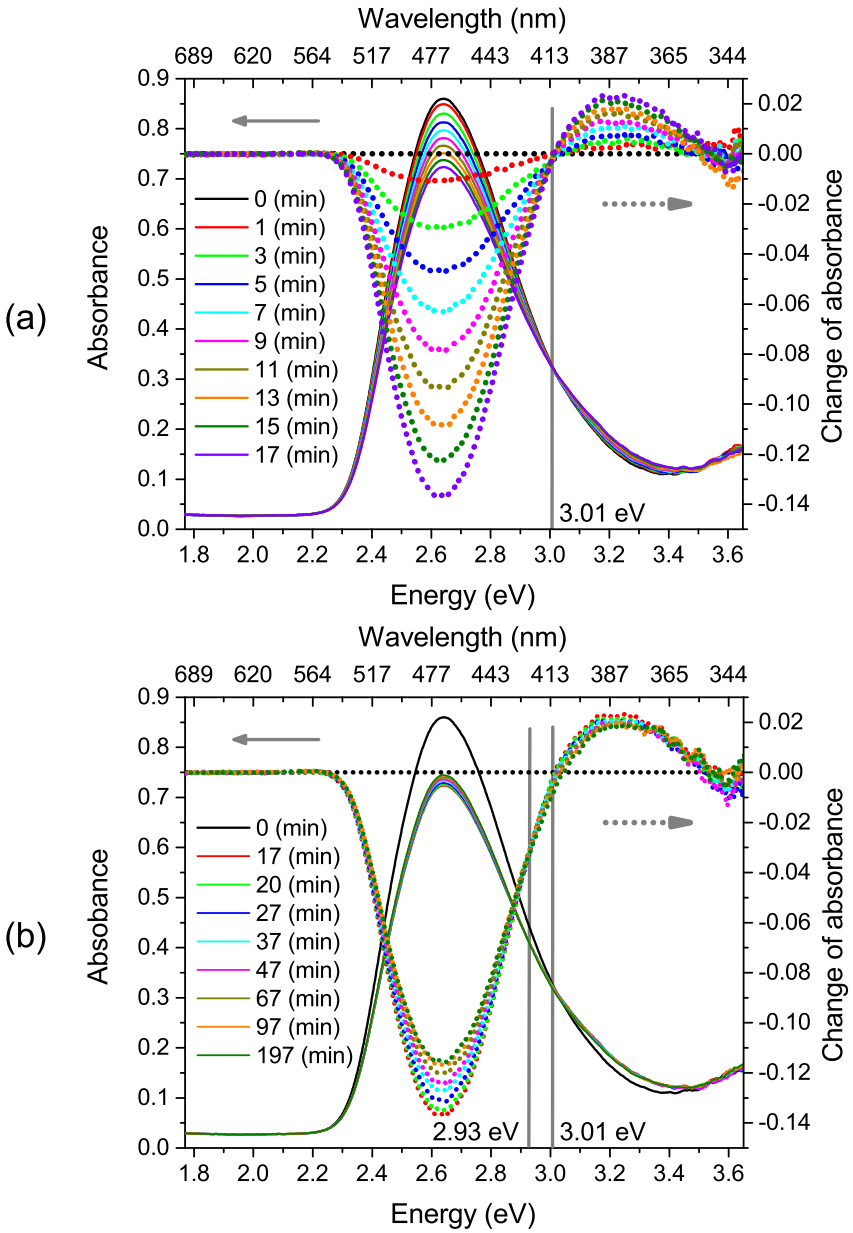 Wavelength (nm)
689 620 564 517 477 443 413 387 365 344
0.9
0.8
0.7
0.6
0.5
0.4
0.3
0.2
0.1
0.0
Absorbance
(a)
0 (min)
1 (min)
3 (min)
5 (min)
7 (min)
9 (min)
11 (min)
13 (min)
15 (min)
17 (min)
3.01 eV
0.02
0.00
-0.02
-0.04
-0.06
-0.08
-0.10
-0.12
-0.14
Change of absorbance
1.8 2.0 2.2 2.4 2.6 2.8 3.0 3.2 3.4 3.6
Energy (eV)
Wavelength (nm)
689 620 564 517 477 443 413 387 365 344
0.9
0.8
0.7
0.6
0.5
0.4
0.3
0.2
0.1
0.0
Absobance
(b)
0 (min)
17 (min)
20 (min)
27 (min)
37 (min)
47 (min)
67 (min)
97 (min)
197 (min)
2.93 eV 3.01 eV
0.02
0.00
-0.02
-0.04
-0.06
-0.08
-0.10
-0.12
-0.14
Change of absorbance
1.8 2.0 2.2 2.4 2.6 2.8 3.0 3.2 3.4 3.6
Energy (eV)